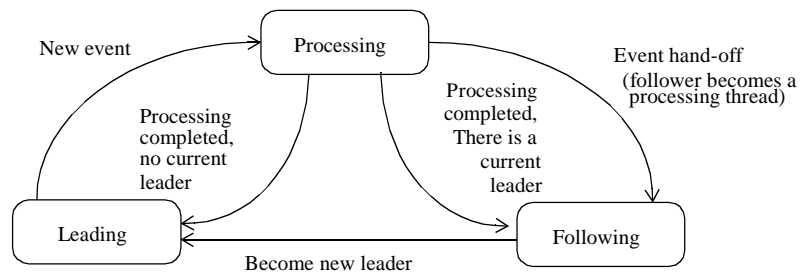 New event
Processing
Event hand-off
(follower becomes a
processing thread)
Processing
completed,
no current
leader
Processing
completed,
There is a
current
leader
Leading
Following
Become new leader